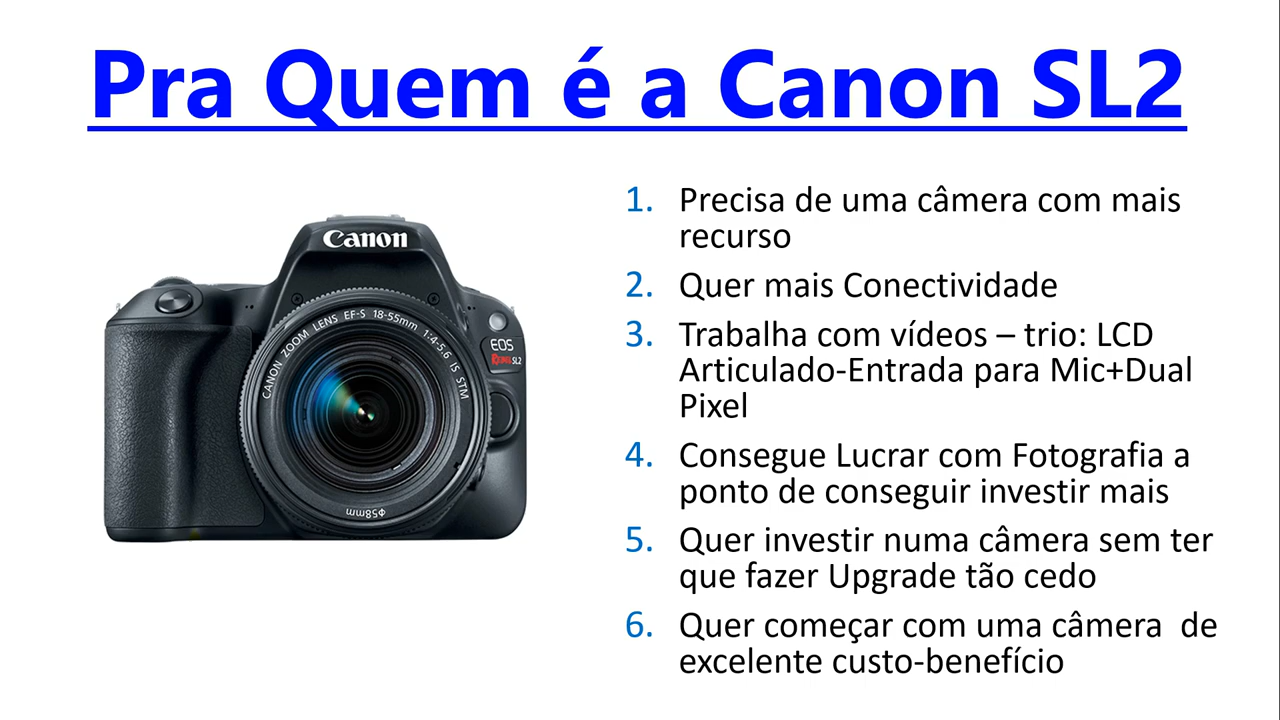 Pra Quem é a Canon SL2
Canon
CANON ZOOM LENS EF-S 18-55mm 1:4-5.6 IS STM
EOS
Rebel SL2
ø58mm
1. Precisa de uma câmera com mais
recurso
2. Quer mais Conectividade
3. Trabalha com vídeos – trio: LCD
Articulado-Entrada para Mic+Dual
Pixel
4. Consegue Lucrar com Fotografia a
ponto de conseguir investir mais
5. Quer investir numa câmera sem ter
que fazer Upgrade tão cedo
6. Quer começar com uma câmera  de
excelente custo-benefício